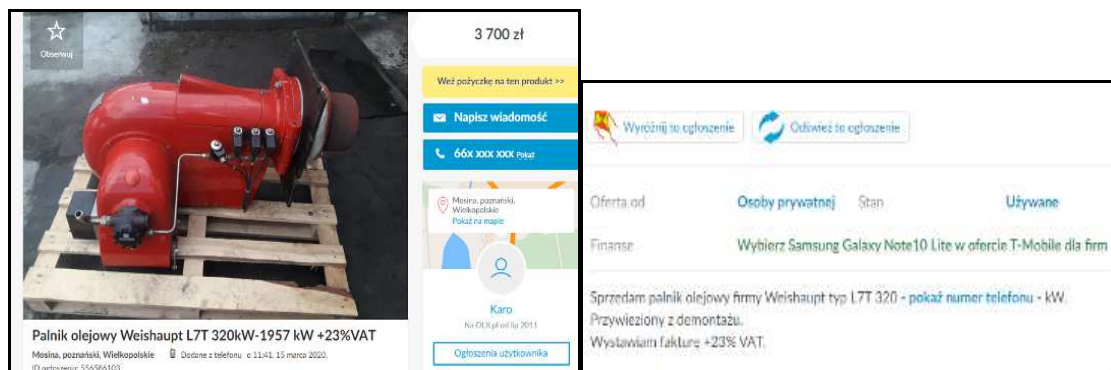 Obserwuj
3 700 zł
Weź pożyczkę na ten produkt >>
Napisz wiadomość
66x xxx xxx Pokaż
Mosina, poznański,
Wielkopolskie
Pokaż na mapie
Karo
Na OLX.pl od lip 2011
Ogłoszenia użytkownika
Palnik olejowy Weishaupt L7T 320kW-1957 kW +23%VAT
Mosina, poznański, Wielkopolskie Dodane z telefonu o 11:41, 15 marca 2020,
ID ogłoszenia: 556586103
Wyróżnij to ogłoszenie Odśwież to ogłoszenie
Oferta od Osoby prywatnej Stan Używane
Finanse Wybierz Samsung Galaxy Note10 Lite w ofercie T-Mobile dla firm
Sprzedam palnik olejowy firmy Weishaupt typ L7T 320 - pokaż numer telefonu - kW.
Przywieziony z demontażu.
Wystawiam fakturę +23% VAT.